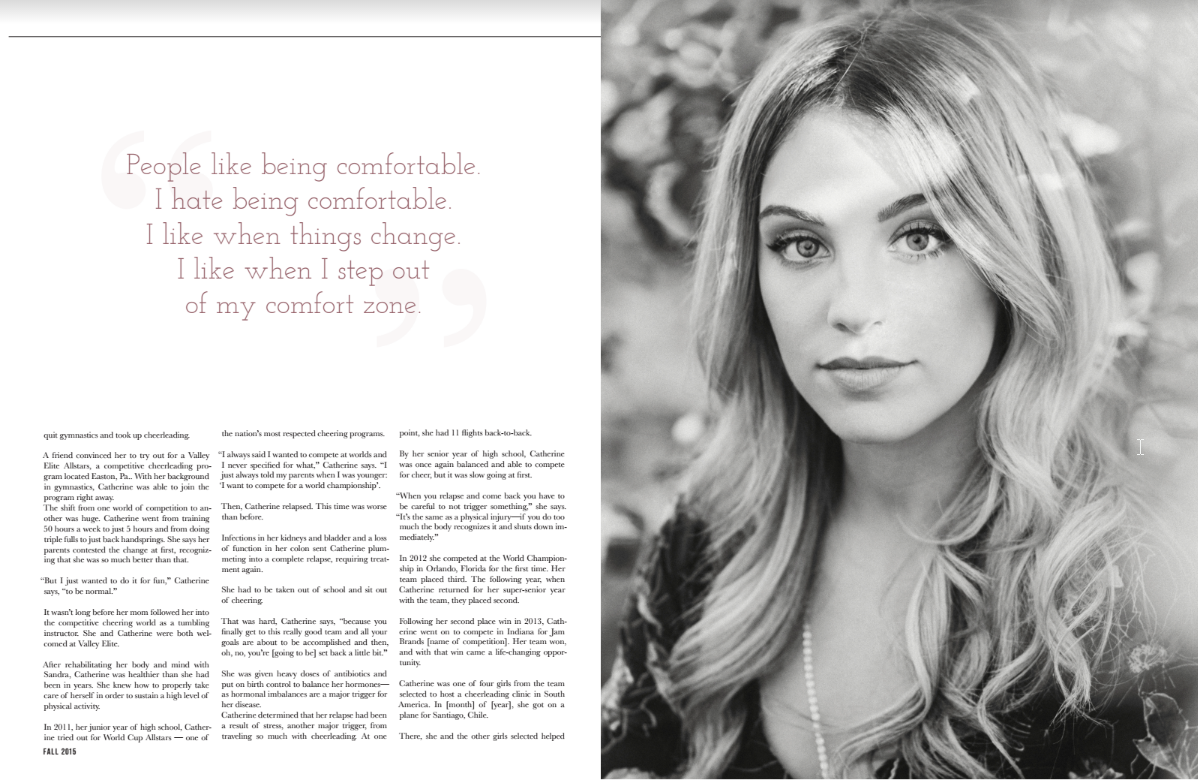 People like being comfortable.
I hate being comfortable.
I like when things change.
I like when I step out
of my comfort zone.
quit gymnastics and took up cheerleading.
A friend convinced her to try out for a Valley
Elite Allstars, a competitive cheerleading pro-
gram located Easton, Pa.. With her background
in gymnastics, Catherine was able to join the
program right away.
The shift from one world of competition to an-
other was huge. Catherine went from training
50 hours a week to just 5 hours and from doing
triple fulls to just back handsprings. She says her
parents contested the change at first, recogniz-
ing that she was so much better than that.
“But I just wanted to do it for fun,” Catherine
says, “to be normal.”
It wasn’t long before her mom followed her into
the competitive cheering world as a tumbling
instructor. She and Catherine were both wel-
comed at Valley Elite.
After rehabilitating her body and mind with
Sandra, Catherine was healthier than she had
been in years. She knew how to properly take
care of herself in order to sustain a high level of
physical activity.
In 2011, her junior year of high school, Cather-
ine tried out for World Cup Allstars — one of
the nation’s most respected cheering programs.
“I always said I wanted to compete at worlds and
I never specified for what,” Catherine says. “I
just always told my parents when I was younger:
‘I want to compete for a world championship’.
Then, Catherine relapsed. This time was worse
than before.
Infections in her kidneys and bladder and a loss
of function in her colon sent Catherine plum-
meting into a complete relapse, requiring treat-
ment again.
She had to be taken out of school and sit out
of cheering.
That was hard, Catherine says, “because you
finally get to this really good team and all your
goals are about to be accomplished and then,
oh, no, you’re [going to be] set back a little bit.”
She was given heavy doses of antibiotics and
put on birth control to balance her hormones—
as hormonal imbalances are a major trigger for
her disease.
Catherine determined that her relapse had been
a result of stress, another major trigger, from
traveling so much with cheerleading. At one
point, she had 11 flights back-to-back.
By her senior year of high school, Catherine
was once again balanced and able to compete
for cheer, but it was slow going at first.
“When you relapse and come back you have to
be careful to not trigger something,” she says.
“It’s the same as a physical injury—if you do too
much the body recognizes it and shuts down im-
mediately.”
In 2012 she competed at the World Champion-
ship in Orlando, Florida for the first time. Her
team placed third. The following year, when
Catherine returned for her super-senior year
with the team, they placed second.
Following her second place win in 2013, Cath-
erine went on to compete in Indiana for Jam
Brands [name of competition]. Her team won,
and with that win came a life-changing oppor-
tunity.
Catherine was one of four girls from the team
selected to host a cheerleading clinic in South
America. In [month] of [year], she got on a
plane for Santiago, Chile.
There, she and the other girls selected helped
FALL 2015